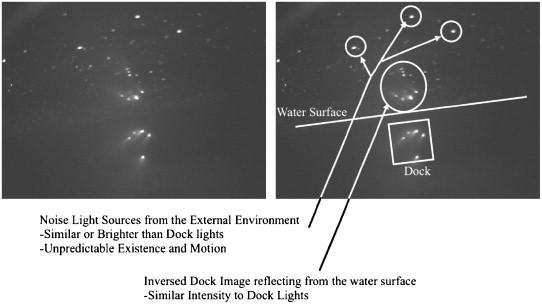 Water Surface
Dock
Noise Light Sources from the External Environment
-Similar or Brighter than Dock lights
-Unpredictable Existence and Motion
Inversed Dock Image reflecting from the water surface
-Similar Intensity to Dock Lights